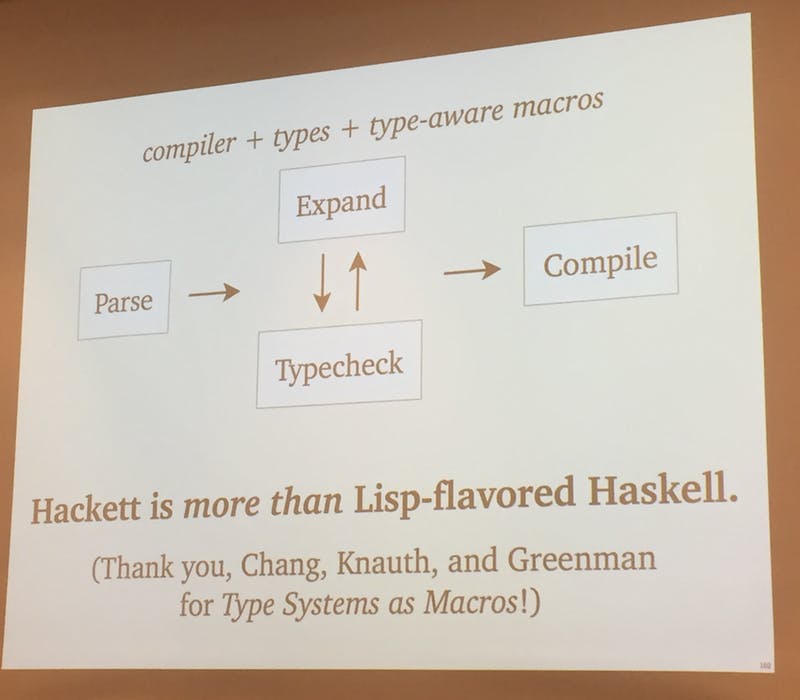 compiler + types + type-aware macros
Expand
Parse
Compile
Typecheck
Hackett is more than Lisp-flavored Haskell.
(Thank you, Chang, Knauth, and Greenman
for Type Systems as Macros!)